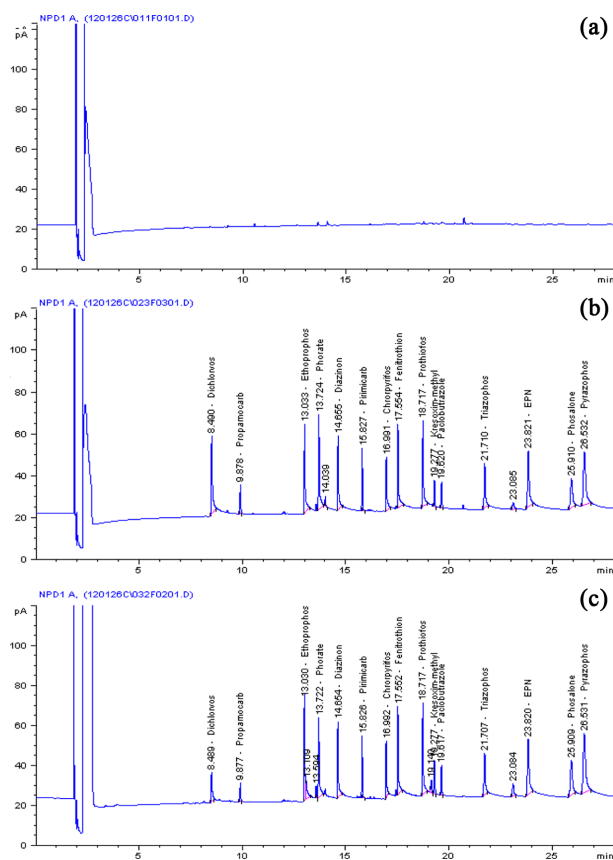 NPD1 A, (120126C\011F0101.D)
(a)
pA
120
100
80
60
40
20
0
5
10
15
20
25
min
NPD1 A, (120126C\023F0301.D)
(b)
pA
100
80
60
40
20
0
8.490 - Dichlorvos
9.878 - Propamocarb
13.033 - Ethoprophos
13.724 - Phorate
14.039
14.655 - Diazinon
15.827 - Pirimicarb
16.991 - Chrorpyrifos
17.554 - Fenitrothion
18.717 - Prothiofos
19.277 - Kresoxim-methyl
19.620 - Paclobutrazole
21.710 - Triazophos
23.085
23.821 - EPN
25.910 - Phosalone
26.532 - Pyrazophos
5
10
15
20
25
min
NPD1 A, (120126C\032F0201.D)
(c)
pA
100
80
60
40
20
0
8.489 - Dichlorvos
9.877 - Propamocarb
13.030 - Ethoprophos
13.109
13.594
13.722 - Phorate
14.654 - Diazinon
15.826 - Pirimicarb
16.992 - Chrorpyrifos
17.552 - Fenitrothion
18.717 - Prothiofos
19.277 - Kresoxim-methyl
19.617 - Paclobutrazole
21.707 - Triazophos
23.084
23.820 - EPN
25.909 - Phosalone
26.531 - Pyrazophos
5
10
15
20
25
min